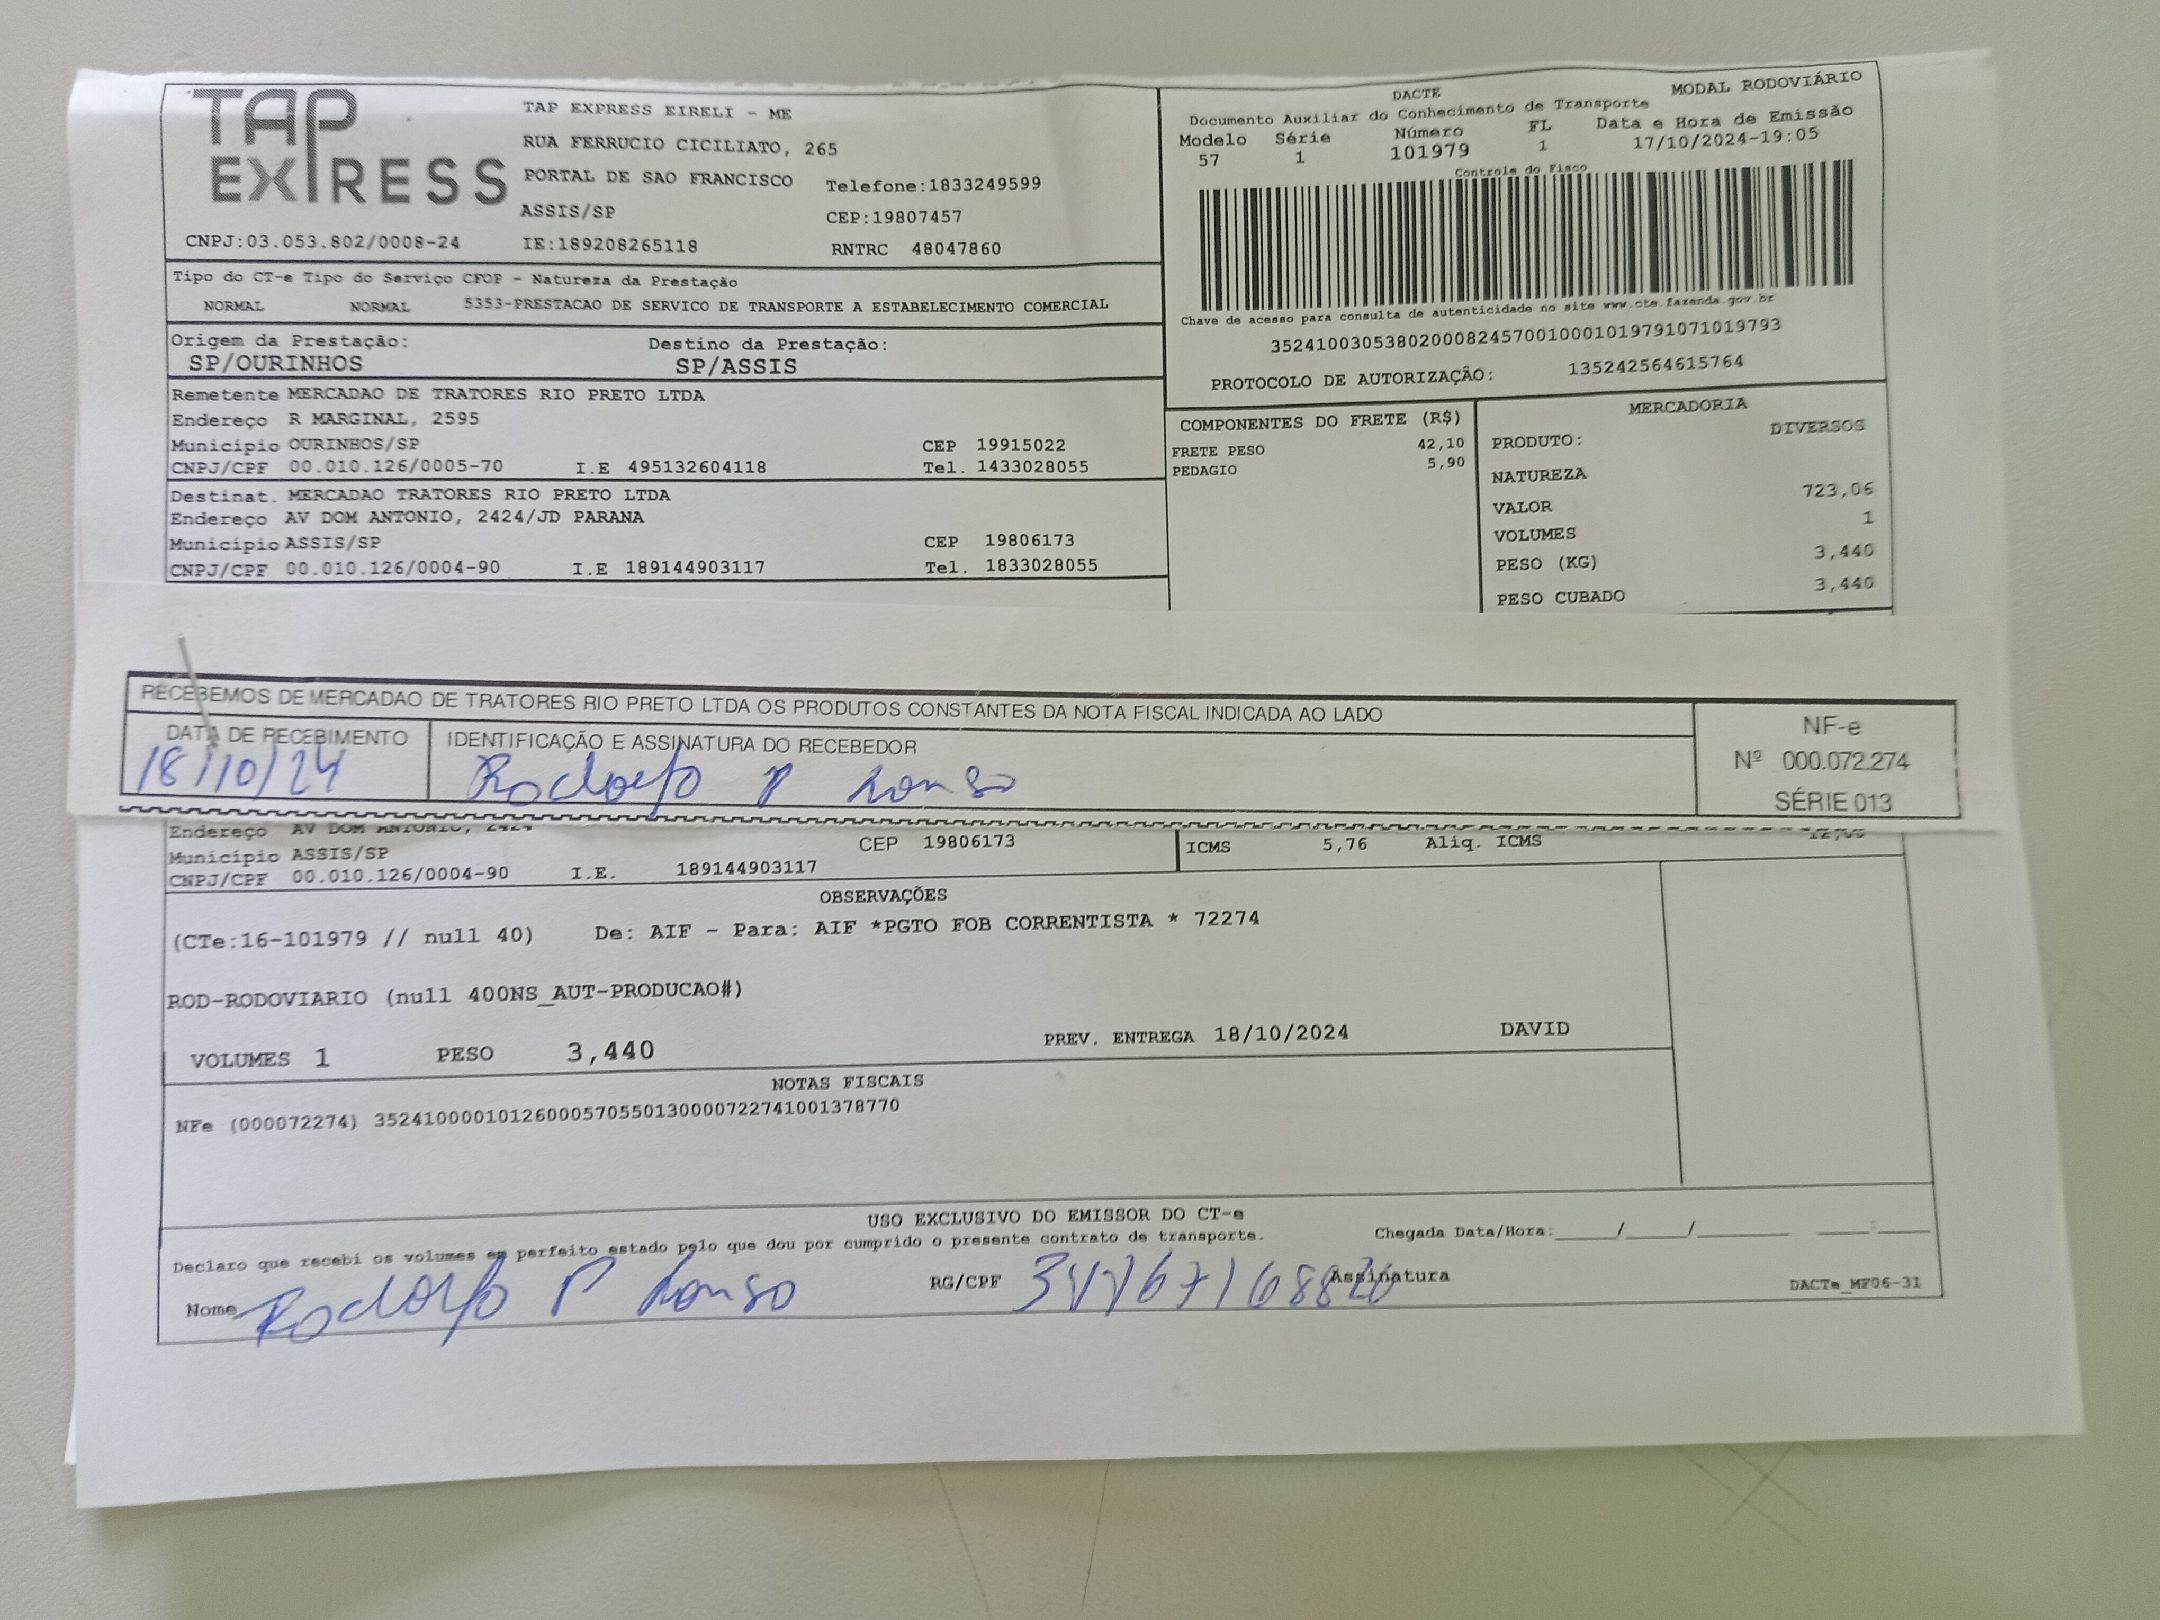 TAP EXPRESS
TAP EXPRESS EIRELI - ME
RUA FERRUCIO CICILIATO, 265
PORTAL DE SAO FRANCISCO Telefone:1833249599
ASSIS/SP CEP:19807457
CNPJ:03.053.802/0008-24 IE:189208265118 RNTRC 48047860
Tipo do CT-e Tipo do Serviço CFOP - Natureza da Prestação
NORMAL NORMAL 5353-PRESTACAO DE SERVICO DE TRANSPORTE A ESTABELECIMENTO COMERCIAL
Origem da Prestação: Destino da Prestação:
SP/OURINHOS SP/ASSIS
Remetente MERCADAO DE TRATORES RIO PRETO LTDA
Endereço R MARGINAL, 2595
Município OURINHOS/SP CEP 19915022
CNPJ/CPF 00.010.126/0005-70 I.E 495132604118 Tel. 1433028055
Destinat. MERCADAO TRATORES RIO PRETO LTDA
Endereço AV DOM ANTONIO, 2424/JD PARANA
Município ASSIS/SP CEP 19806173
CNPJ/CPF 00.010.126/0004-90 I.E 189144903117 Tel. 1833028055
DACTE MODAL RODOVIÁRIO
Documento Auxiliar do Conhecimento de Transporte
Modelo Série Número FL Data e Hora de Emissão
57 1 101979 1 17/10/2024-19:05
Controle do Fisco
Chave de acesso para consulta de autenticidade no site www.cte.fazenda.gov.br
35241003053802000824570010001019791071019793
PROTOCOLO DE AUTORIZAÇÃO: 135242564615764
COMPONENTES DO FRETE (R$)
FRETE PESO 42,10
PEDAGIO 5,90
MERCADORIA
PRODUTO: DIVERSOS
NATUREZA
VALOR 723,06
VOLUMES 1
PESO (KG) 3,440
PESO CUBADO 3,440
RECEBEMOS DE MERCADAO DE TRATORES RIO PRETO LTDA OS PRODUTOS CONSTANTES DA NOTA FISCAL INDICADA AO LADO
DATA DE RECEBIMENTO IDENTIFICAÇÃO E ASSINATURA DO RECEBEDOR
18/10/24 Rodolfo P
NF-e
Nº 000.072.274
SÉRIE 013
Endereço AV DOM ANTONIO, 2424
Município ASSIS/SP CEP 19806173
CNPJ/CPF 00.010.126/0004-90 I.E. 189144903117
ICMS 5,76 Aliq. ICMS 12,00
OBSERVAÇÕES
(CTe:16-101979 // null 40) De: AIF - Para: AIF *PGTO FOB CORRENTISTA * 72274
ROD-RODOVIARIO (null 400NS_AUT-PRODUCAO#)
VOLUMES 1 PESO 3,440 PREV. ENTREGA 18/10/2024 DAVID
NOTAS FISCAIS
NFe (000072274) 35241000010126000570550130000722741001378770
USO EXCLUSIVO DO EMISSOR DO CT-e
Declaro que recebi os volumes em perfeito estado pelo que dou por cumprido o presente contrato de transporte. Chegada Data/Hora:____/____/______ ____:____
Nome Rodolfo P RG/CPF Assinatura DACTe_MF06-31